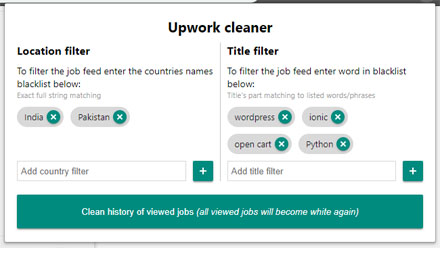 Upwork cleaner
Location filter
To filter the job feed enter the countries names
blacklist below:
Exact full string matching
India
Pakistan
Add country filter
+
Title filter
To filter the job feed enter word in blacklist
below:
Title's part matching to listed words/phrases
wordpress
ionic
open cart
Python
Add title filter
+
Clean history of viewed jobs (all viewed jobs will become white again)